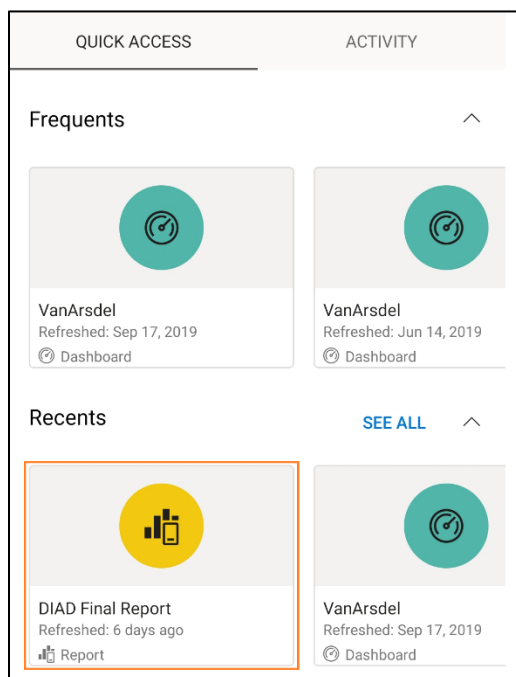 QUICK ACCESS
ACTIVITY
Frequents
VanArsdel
Refreshed: Sep 17, 2019
Dashboard
VanArsdel
Refreshed: Jun 14, 2019
Dashboard
Recents
SEE ALL
DIAD Final Report
Refreshed: 6 days ago
Report
VanArsdel
Refreshed: Sep 17, 2019
Dashboard